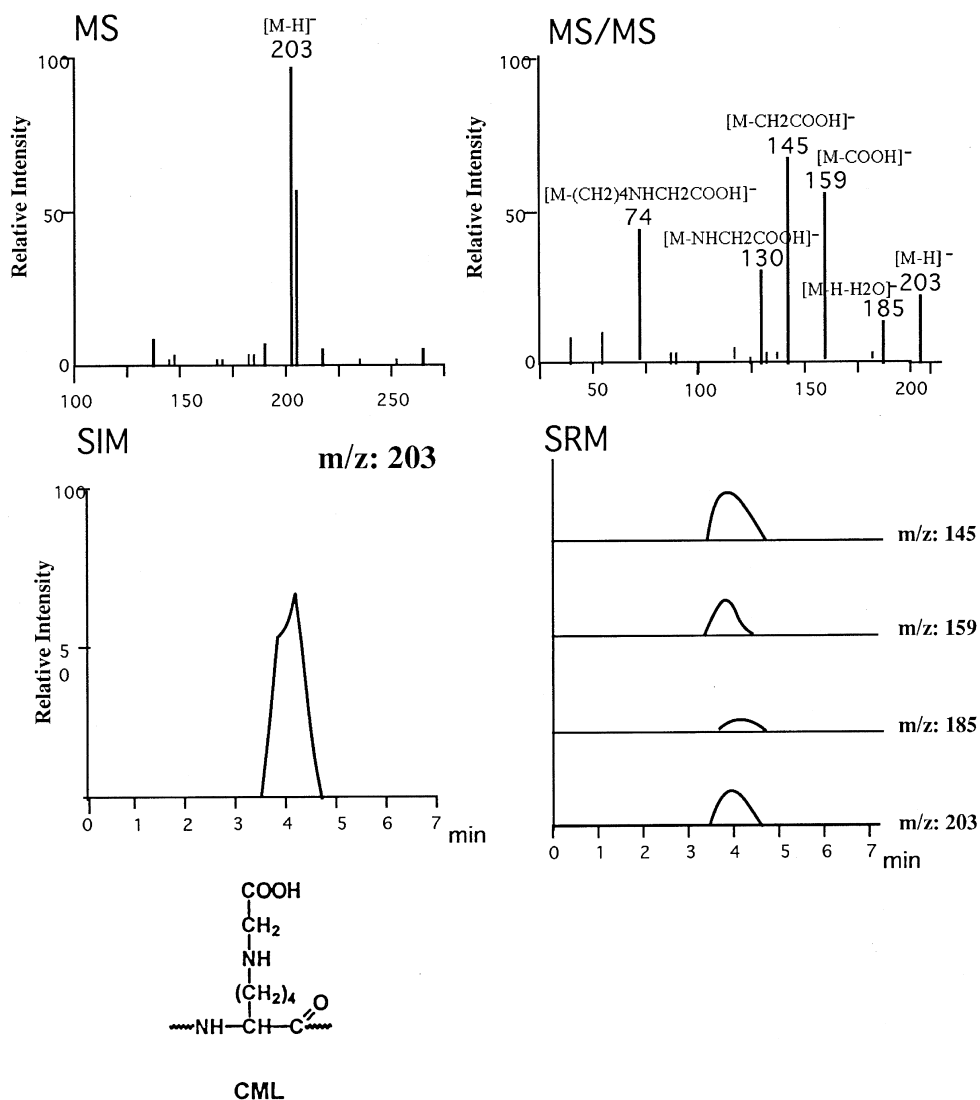 MS
[M-H]⁻
203
Relative Intensity
100
50
0
100 150 200 250
MS/MS
Relative Intensity
100
50
0
[M-CH2COOH]⁻
145
[M-COOH]⁻
159
[M-(CH2)4NHCH2COOH]⁻
74
[M-NHCH2COOH]⁻
130
[M-H]⁻
203
[M-H-H2O]⁻
185
50 100 150 200
SIM
m/z: 203
Relative Intensity
100
5
0
0 1 2 3 4 5 6 7 min
SRM
m/z: 145
m/z: 159
m/z: 185
m/z: 203
0 1 2 3 4 5 6 7 min
COOH
CH₂
NH
(CH₂)₄
O
NH CH C
CML